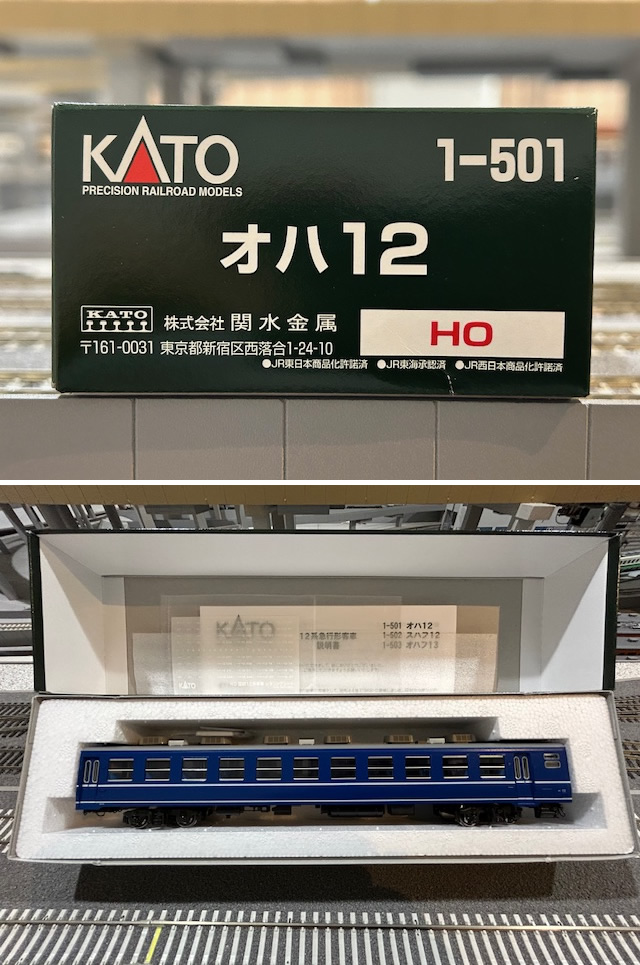 KATO
PRECISION RAILROAD MODELS
1-501
オハ12
KATO
株式会社 関水金属
HO
〒161-0031 東京都新宿区西落合1-24-10
●JR東日本商品化許諾済 ●JR東海承認済 ●JR西日本商品化許諾済
KATO
12系急行形客車
説明書
1-501 オハ12
1-502 スハフ12
1-503 オハフ13
KATO